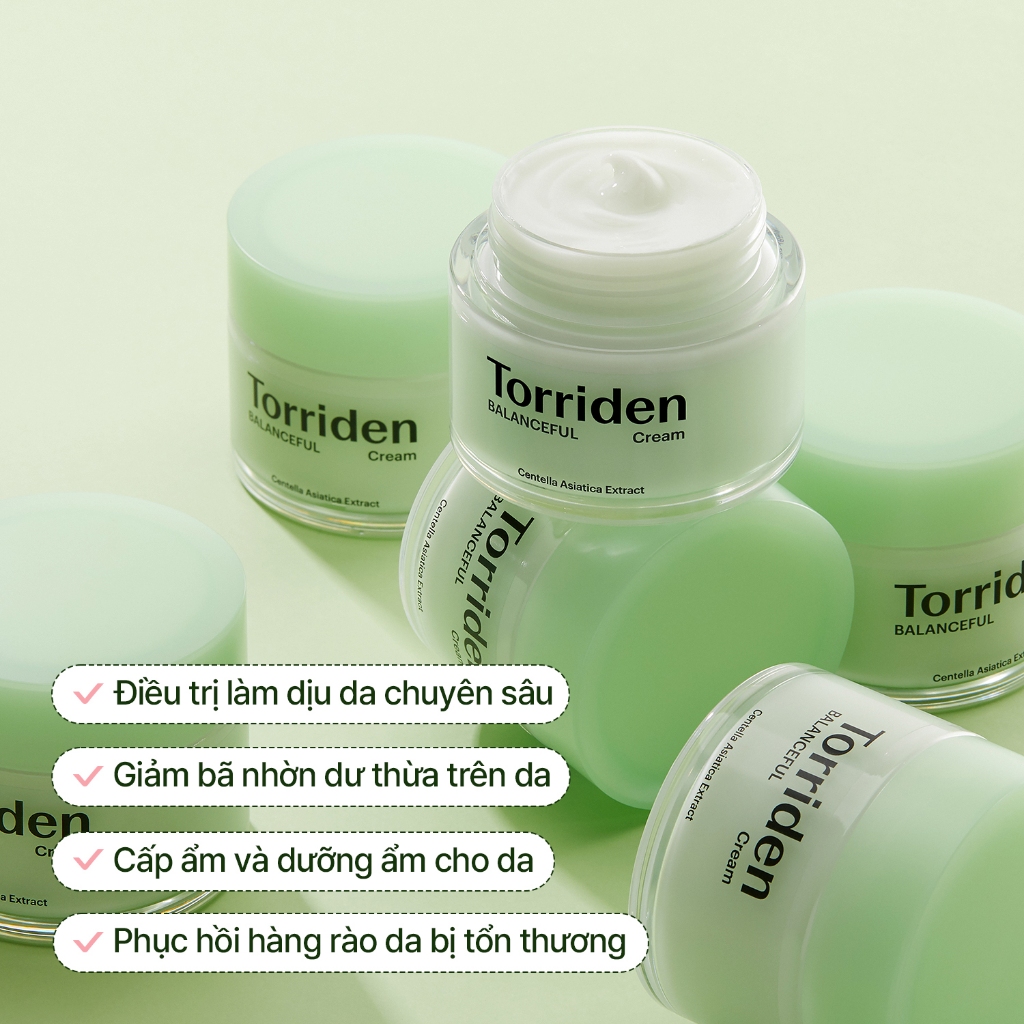 Torriden
BALANCEFUL
Cream
Centella Asiatica Extract
Torriden
BALANCEFUL
Cream
Centella Asiatica Extract
Torriden
BALANCEFUL
Cream
Centella Asiatica Extract
Torrid
BALANCEFUL
Centella Asiatica Ex
Torriden
BALANCEFUL
Cream
Centella Asiatica Extract
den
Cr
a Extract
Điều trị làm dịu da chuyên sâu
Giảm bã nhờn dư thừa trên da
Cấp ẩm và dưỡng ẩm cho da
Phục hồi hàng rào da bị tổn thương